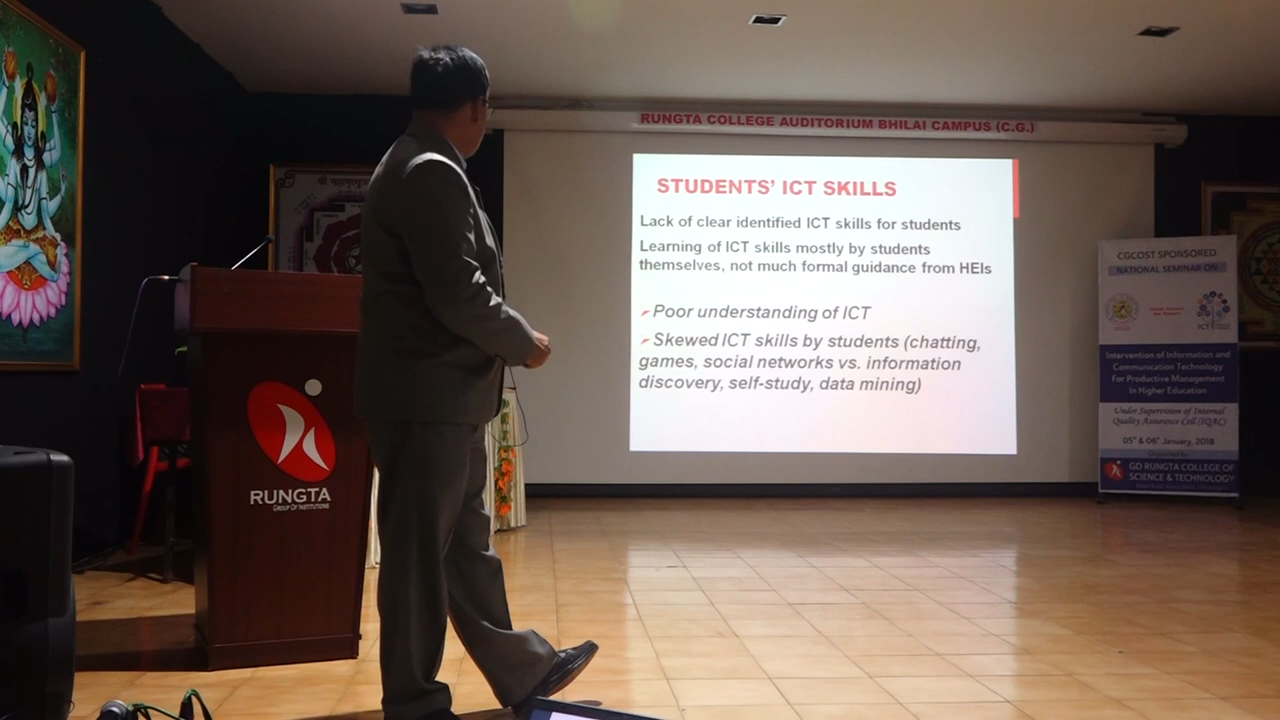 RUNGTA COLLEGE AUDITORIUM BHILAI CAMPUS (C.G.)
STUDENTS' ICT SKILLS
Lack of clear identified ICT skills for students
Learning of ICT skills mostly by students
themselves, not much formal guidance from HEIs
Poor understanding of ICT
Skewed ICT skills by students (chatting,
games, social networks vs. information
discovery, self-study, data mining)
RUNGTA
GROUP OF INSTITUTIONS
CGCOST SPONSORED
NATIONAL SEMINAR ON
ICT
Intervention of Information and
Communication Technology
For Productive Management
In Higher Education
Under Supervision of Internal
Quality Assurance Cell (IQAC)
05th & 06th January, 2018
Organized by
GD RUNGTA COLLEGE OF
SCIENCE & TECHNOLOGY